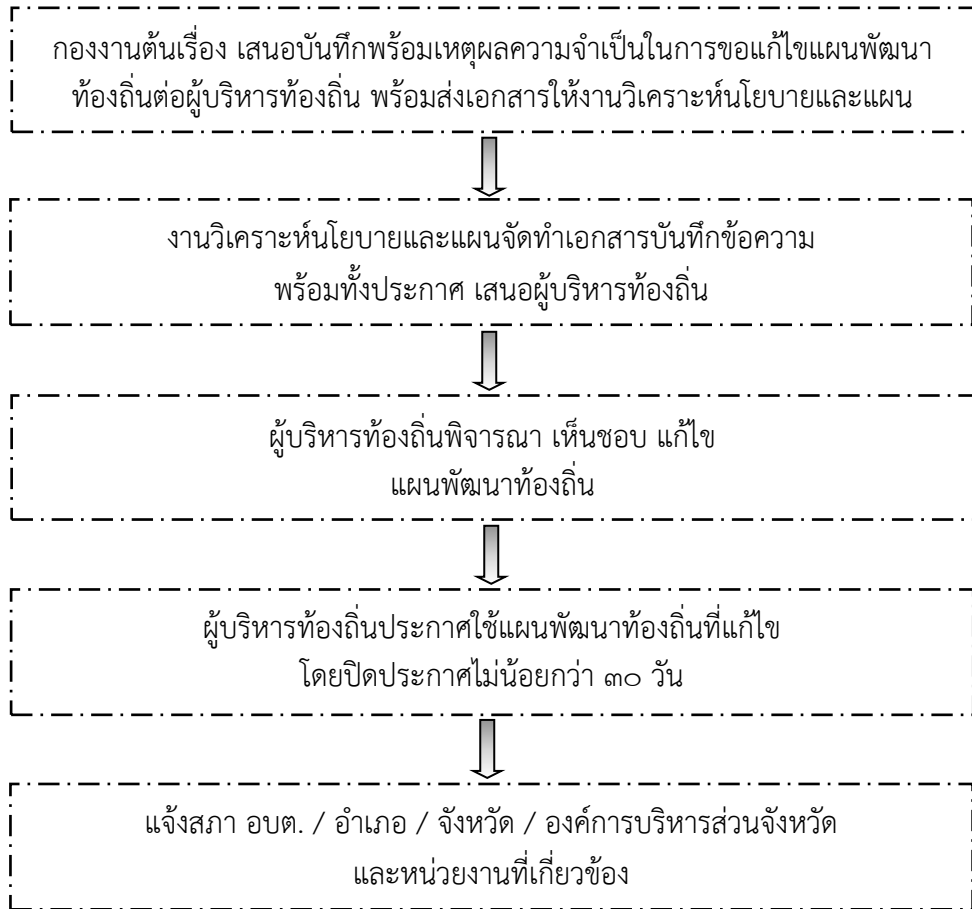 กองงานต้นเรื่อง เสนอบันทึกพร้อมเหตุผลความจำเป็นในการขอแก้ไขแผนพัฒนา
ท้องถิ่นต่อผู้บริหารท้องถิ่น พร้อมส่งเอกสารให้งานวิเคราะห์นโยบายและแผน
งานวิเคราะห์นโยบายและแผนจัดทำเอกสารบันทึกข้อความ
พร้อมทั้งประกาศ เสนอผู้บริหารท้องถิ่น
ผู้บริหารท้องถิ่นพิจารณา เห็นชอบ แก้ไข
แผนพัฒนาท้องถิ่น
ผู้บริหารท้องถิ่นประกาศใช้แผนพัฒนาท้องถิ่นที่แก้ไข
โดยปิดประกาศไม่น้อยกว่า ๓๐ วัน
แจ้งสภา อบต. / อำเภอ / จังหวัด / องค์การบริหารส่วนจังหวัด
และหน่วยงานที่เกี่ยวข้อง